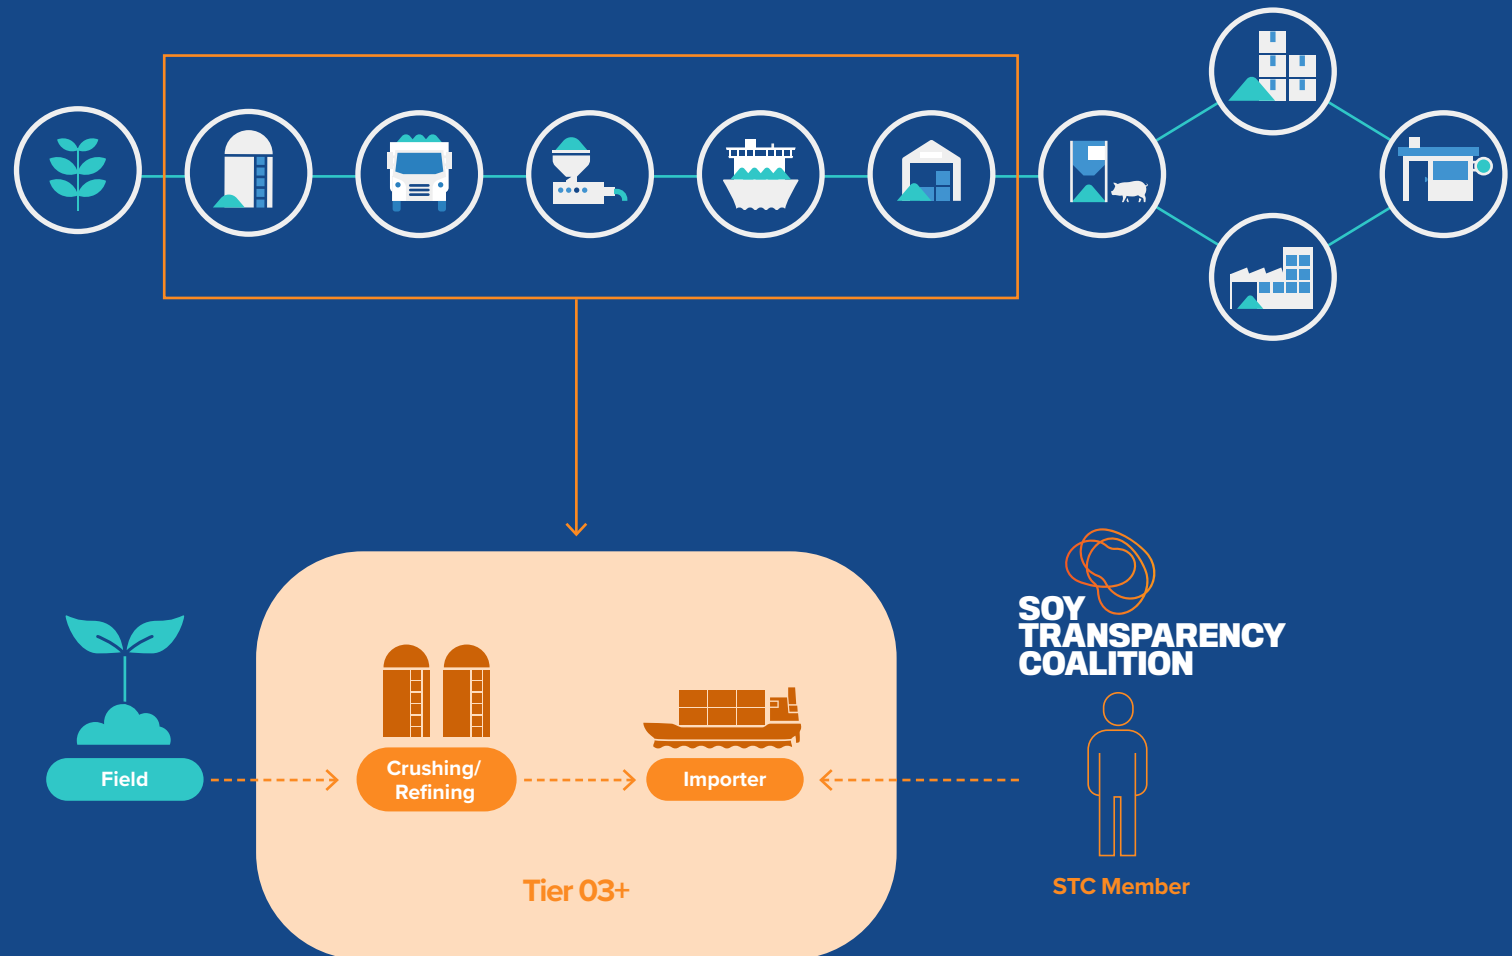 SOY
TRANSPARENCY
COALITION
Field
Crushing/
Refining
Importer
Tier 03+
STC Member